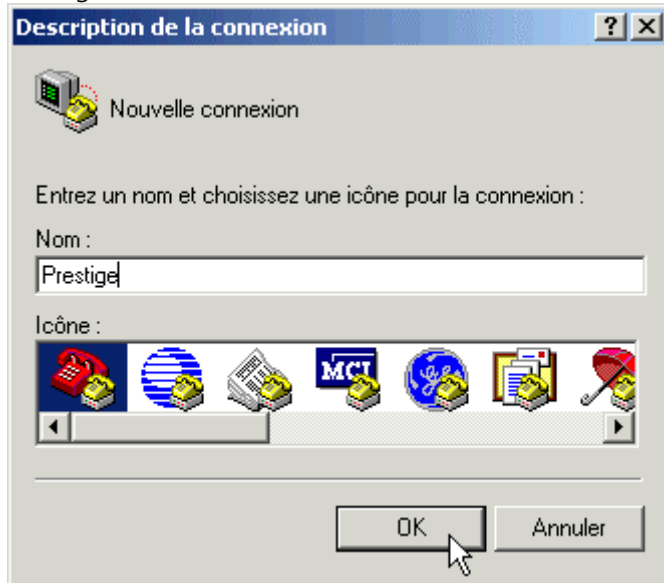 Description de la connexion
Nouvelle connexion
Entrez un nom et choisissez une icône pour la connexion :
Nom :
Prestige
Icône :
MCI
OK
Annuler